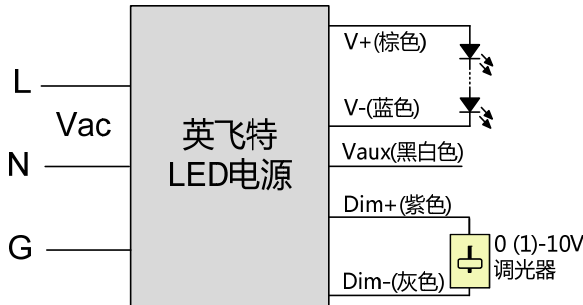 L
Vac
N
G
英飞特
LED电源
V+(棕色)
V-(蓝色)
Vaux(黑白色)
Dim+(紫色)
Dim-(灰色)
0 (1)-10V
调光器